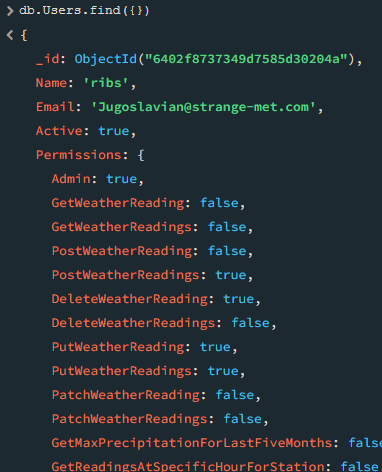 > db.Users.find({})
< {
_id: ObjectId("6402f8737349d7585d30204a"),
Name: 'ribs',
Email: 'Jugoslavian@strange-met.com',
Active: true,
Permissions: {
Admin: true,
GetWeatherReading: false,
GetWeatherReadings: false,
PostWeatherReading: false,
PostWeatherReadings: true,
DeleteWeatherReading: true,
DeleteWeatherReadings: false,
PutWeatherReading: true,
PutWeatherReadings: true,
PatchWeatherReading: false,
PatchWeatherReadings: false,
GetMaxPrecipitationForLastFiveMonths: false
GetReadingsAtSpecificHourForStation: false